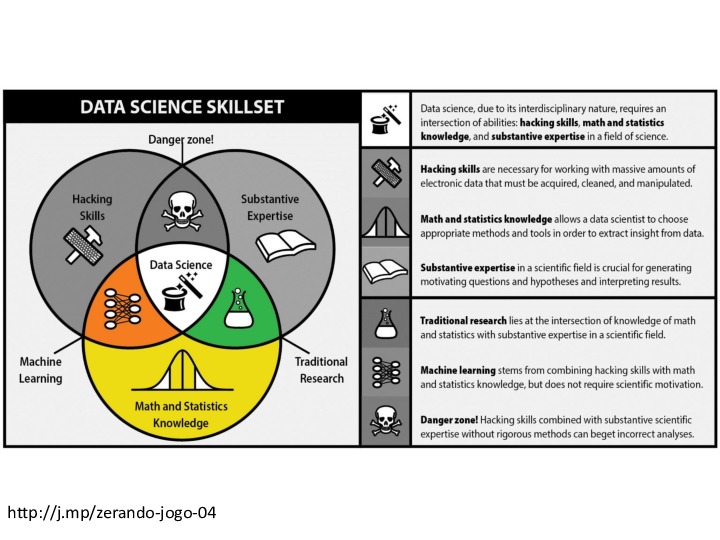 DATA SCIENCE SKILLSET
Danger zone!
Hacking
Skills
Substantive
Expertise
Data Science
Machine
Learning
Traditional
Research
Math and Statistics
Knowledge
Data science, due to its interdisciplinary nature, requires an
intersection of abilities: hacking skills, math and statistics
knowledge, and substantive expertise in a field of science.
Hacking skills are necessary for working with massive amounts of
electronic data that must be acquired, cleaned, and manipulated.
Math and statistics knowledge allows a data scientist to choose
appropriate methods and tools in order to extract insight from data.
Substantive expertise in a scientific field is crucial for generating
motivating questions and hypotheses and interpreting results.
Traditional research lies at the intersection of knowledge of math
and statistics with substantive expertise in a scientific field.
Machine learning stems from combining hacking skills with math
and statistics knowledge, but does not require scientific motivation.
Danger zone! Hacking skills combined with substantive scientific
expertise without rigorous methods can beget incorrect analyses.
http://j.mp/zerando-jogo-04